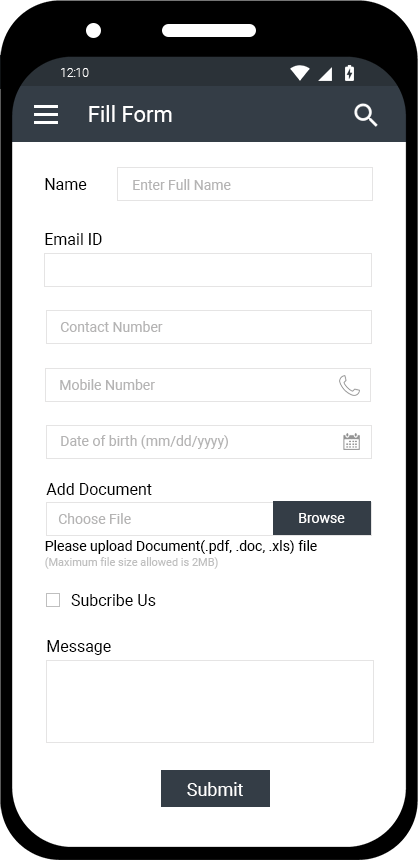 12:10
Fill Form
Name Enter Full Name
Email ID
Contact Number
Mobile Number
Date of birth (mm/dd/yyyy)
Add Document
Choose File Browse
Please upload Document(.pdf, .doc, .xls) file
(Maximum file size allowed is 2MB)
Subcribe Us
Message
Submit